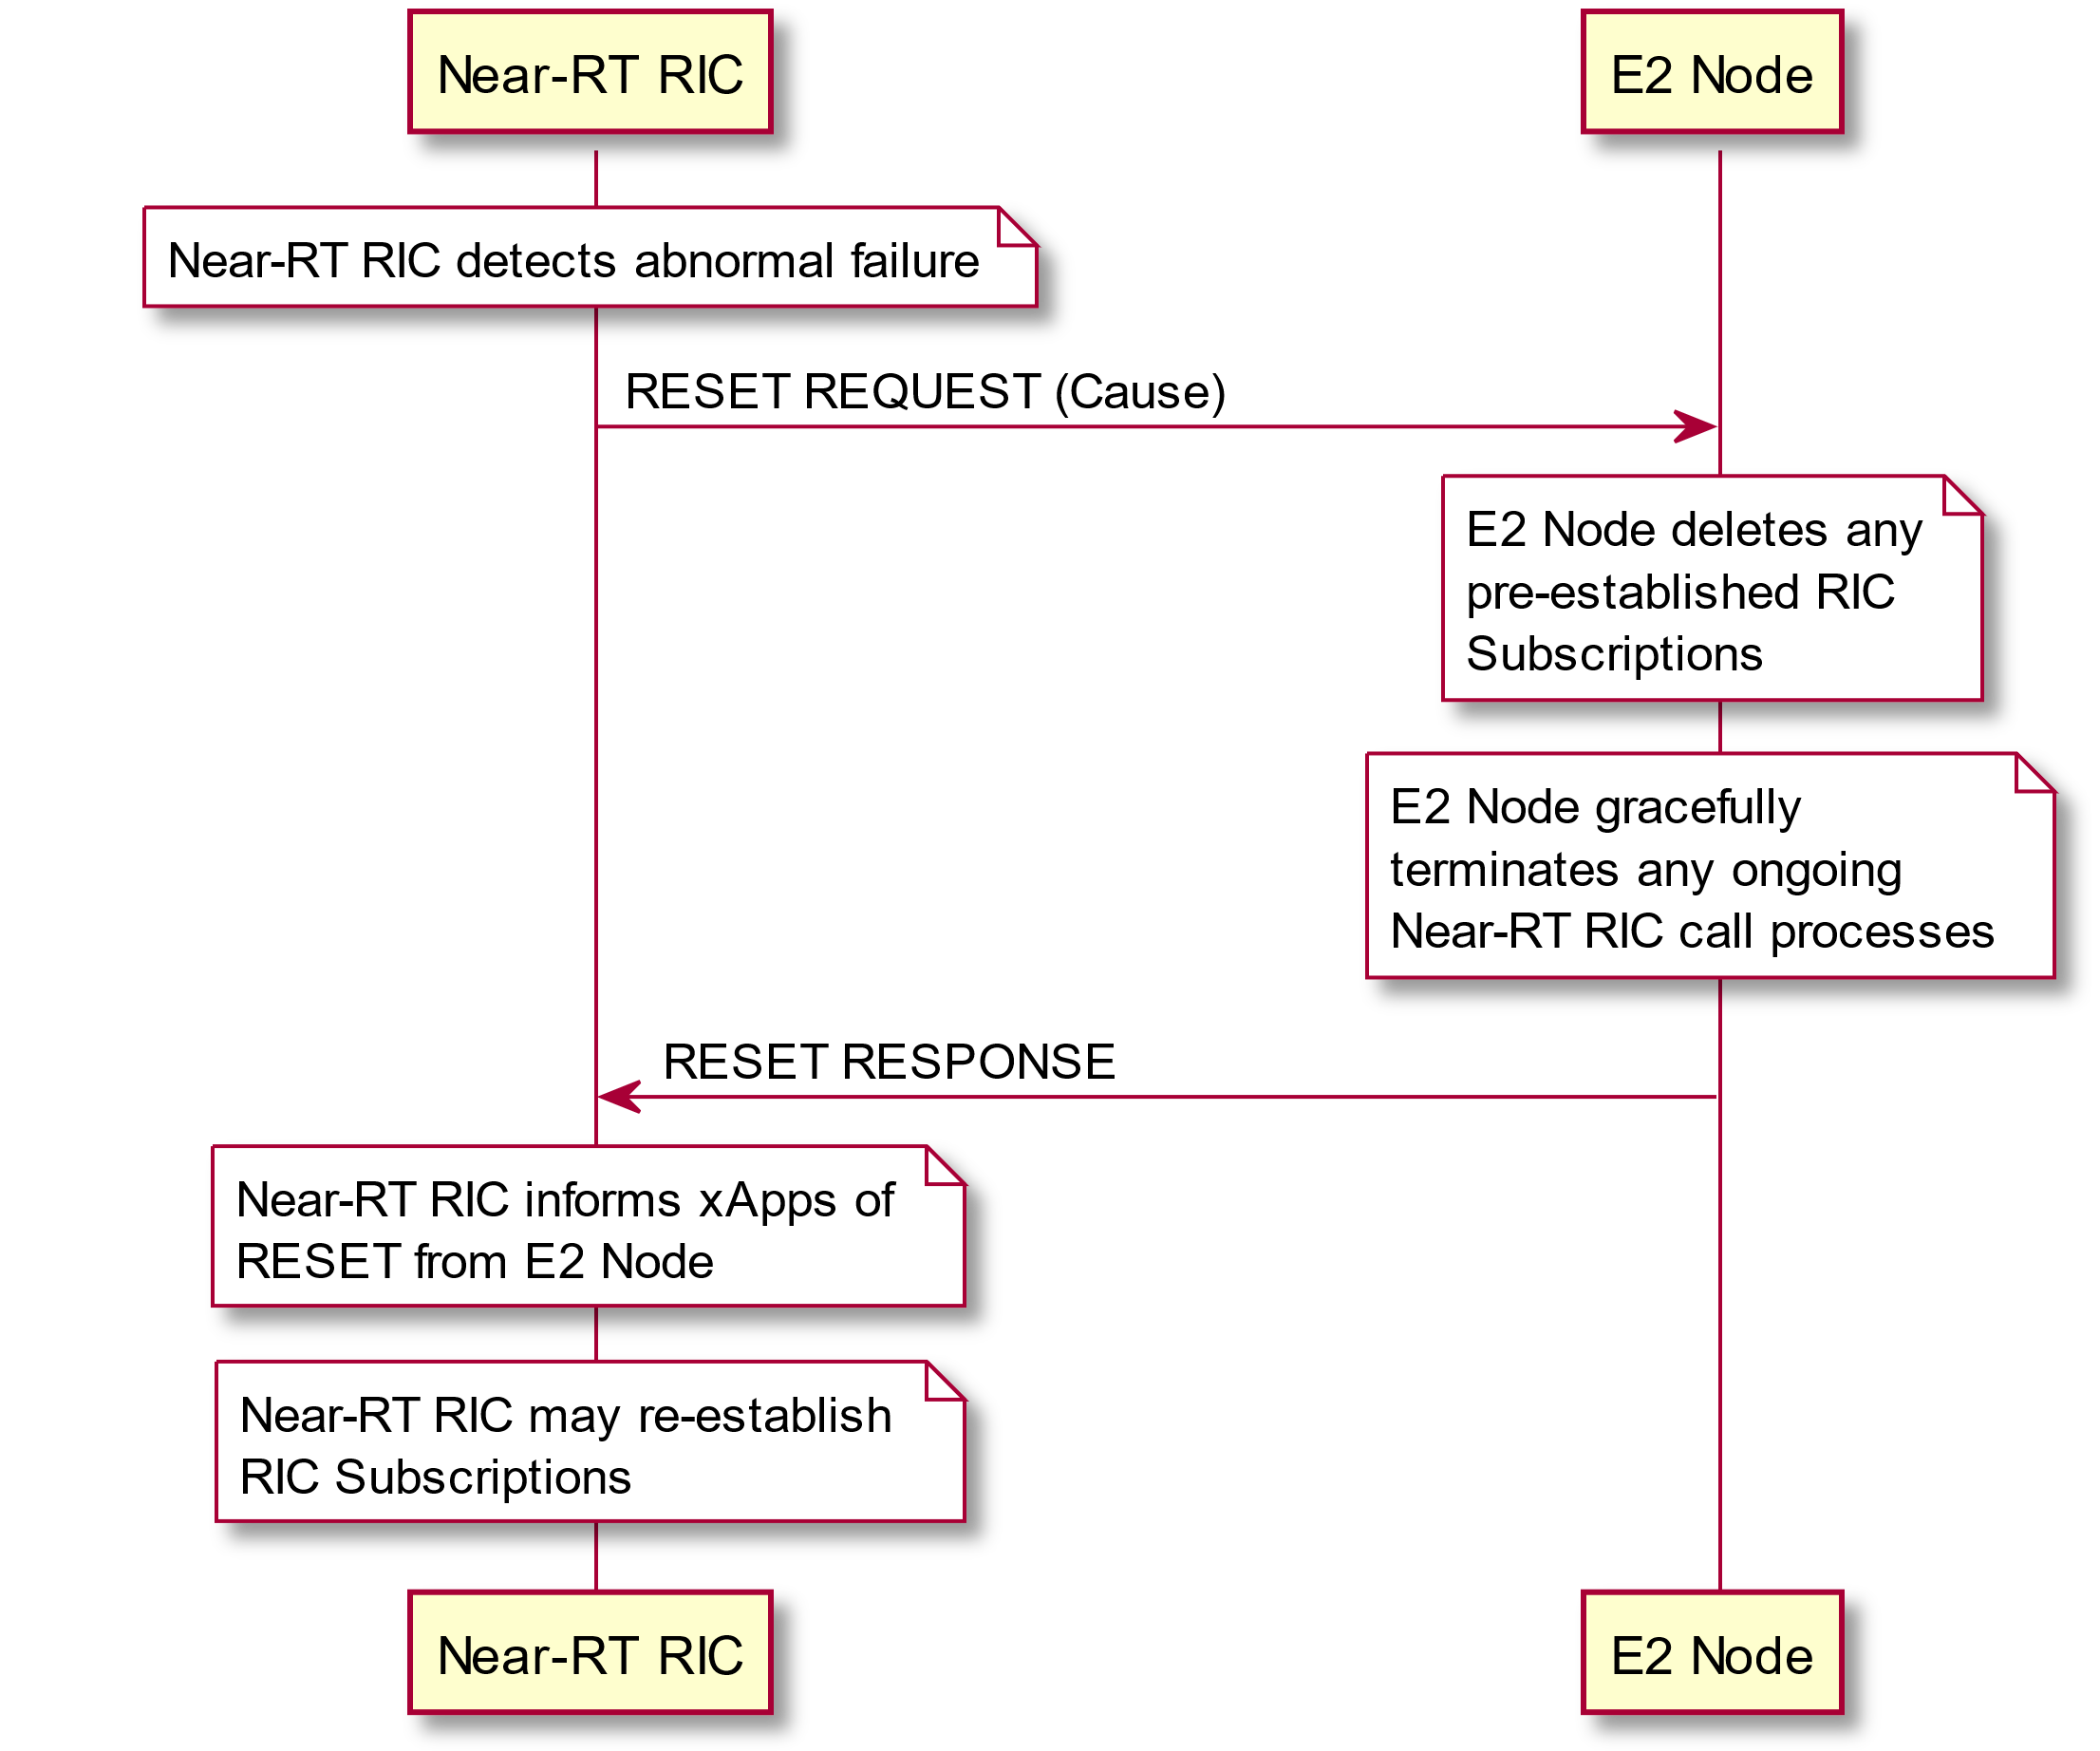 Near-RT RIC
E2 Node
Near-RT RIC detects abnormal failure
RESET REQUEST (Cause)
E2 Node deletes any
pre-established RIC
Subscriptions
E2 Node gracefully
terminates any ongoing
Near-RT RIC call processes
RESET RESPONSE
Near-RT RIC informs xApps of
RESET from E2 Node
Near-RT RIC may re-establish
RIC Subscriptions
Near-RT RIC
E2 Node